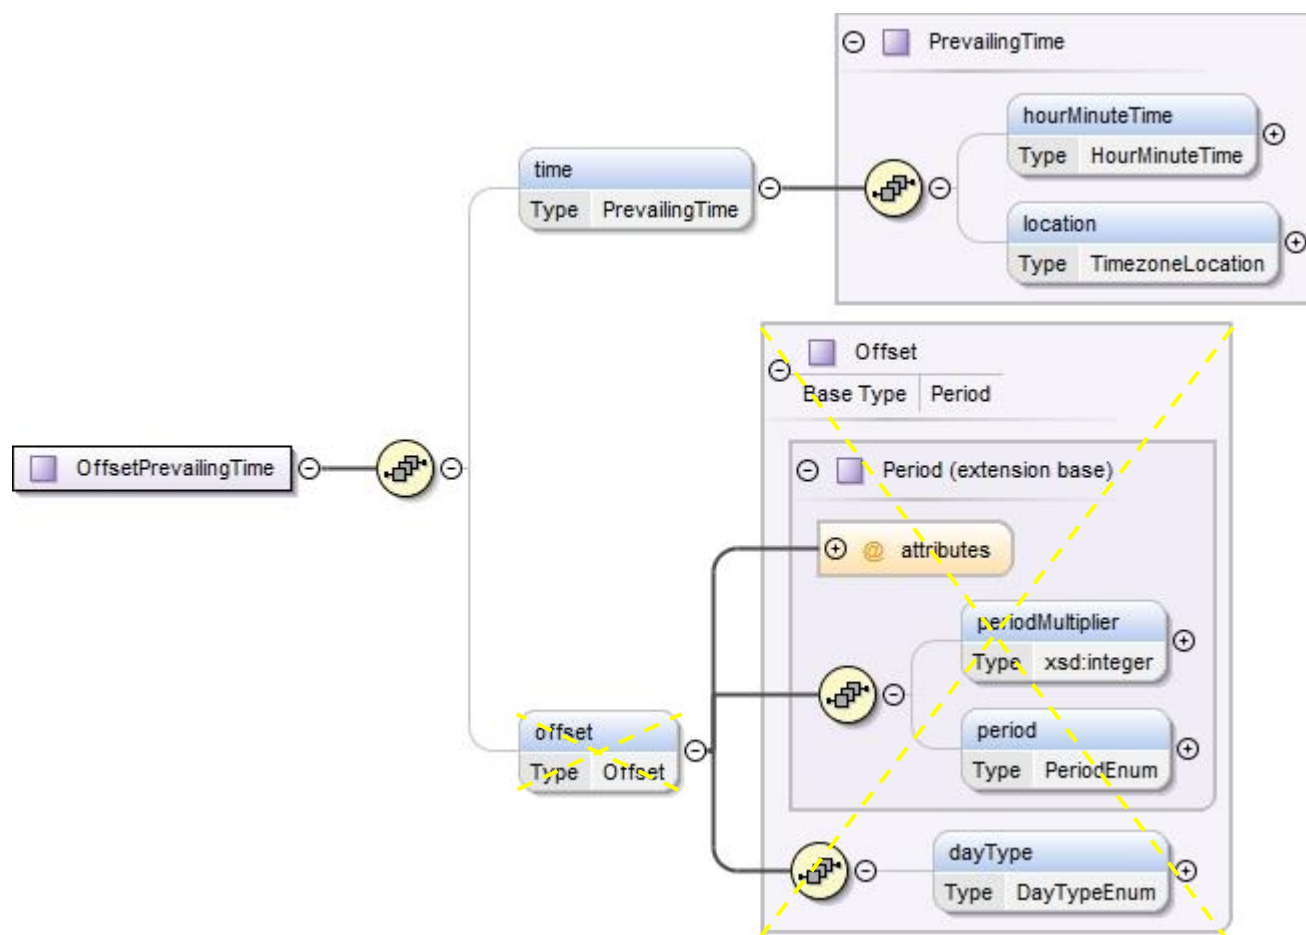 PrevailingTime
hourMinuteTime
Type HourMinuteTime
time
Type PrevailingTime
location
Type TimezoneLocation
Offset
Base Type Period
OffsetPrevailingTime
Period (extension base)
@ attributes
periodMultiplier
Type xsd:integer
offset
Type Offset
period
Type PeriodEnum
dayType
Type DayTypeEnum